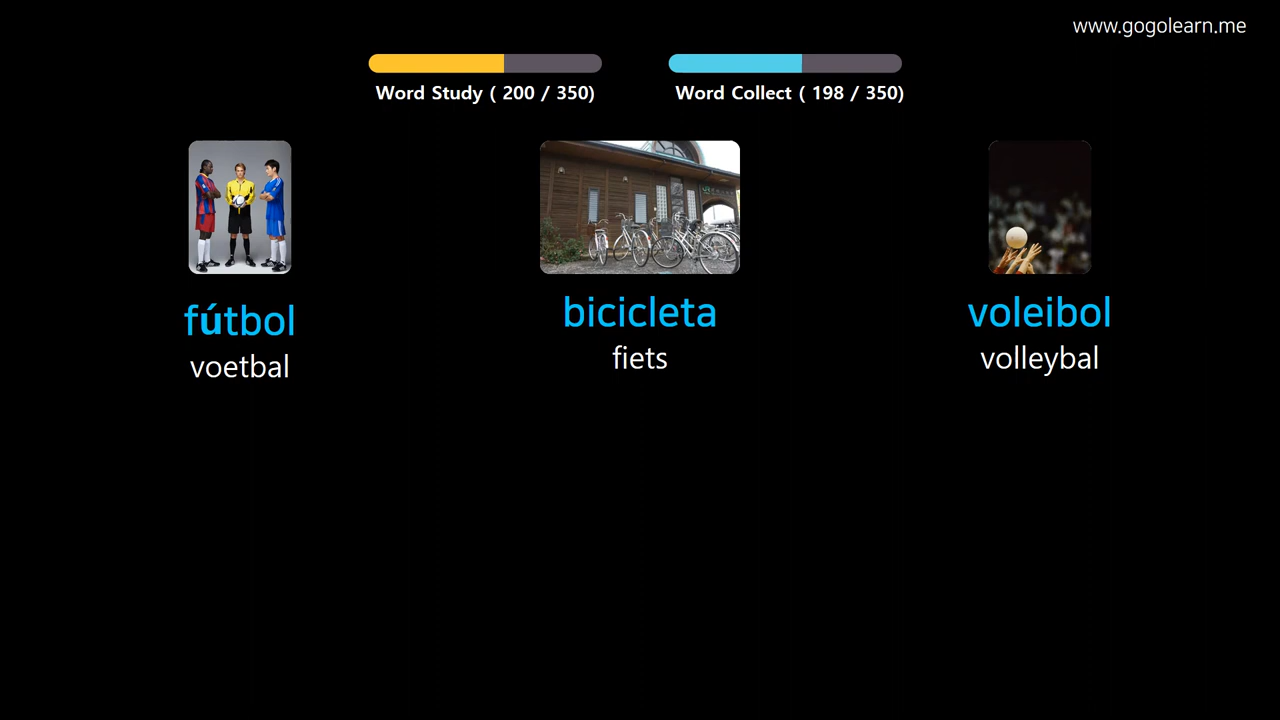 www.gogolearn.me
Word Study ( 200 / 350)
Word Collect ( 198 / 350)
fútbol
voetbal
bicicleta
fiets
voleibol
volleybal